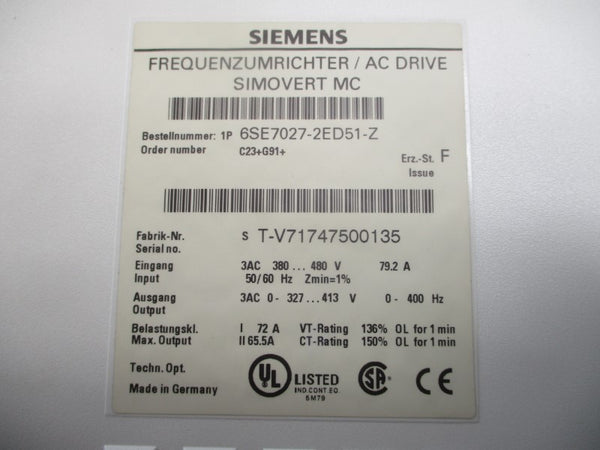 SIEMENS
FREQUENZUMRICHTER / AC DRIVE
SIMOVERT MC
Bestellnummer: 1P 6SE7027-2ED51-Z
Order number C23+G91+
Erz.-St. F
Issue
Fabrik-Nr. S T-V71747500135
Serial no.
Eingang 3AC 380 ... 480 V 79.2 A
Input 50/60 Hz Zmin=1%
Ausgang 3AC 0 - 327 ... 413 V 0 - 400 Hz
Output
Belastungskl. I 72 A VT-Rating 136% OL for 1 min
Max. Output II 65.5A CT-Rating 150% OL for 1 min
Techn. Opt.
Made in Germany
UL LISTED
IND.CONT.EQ.
5M79
SA
CE